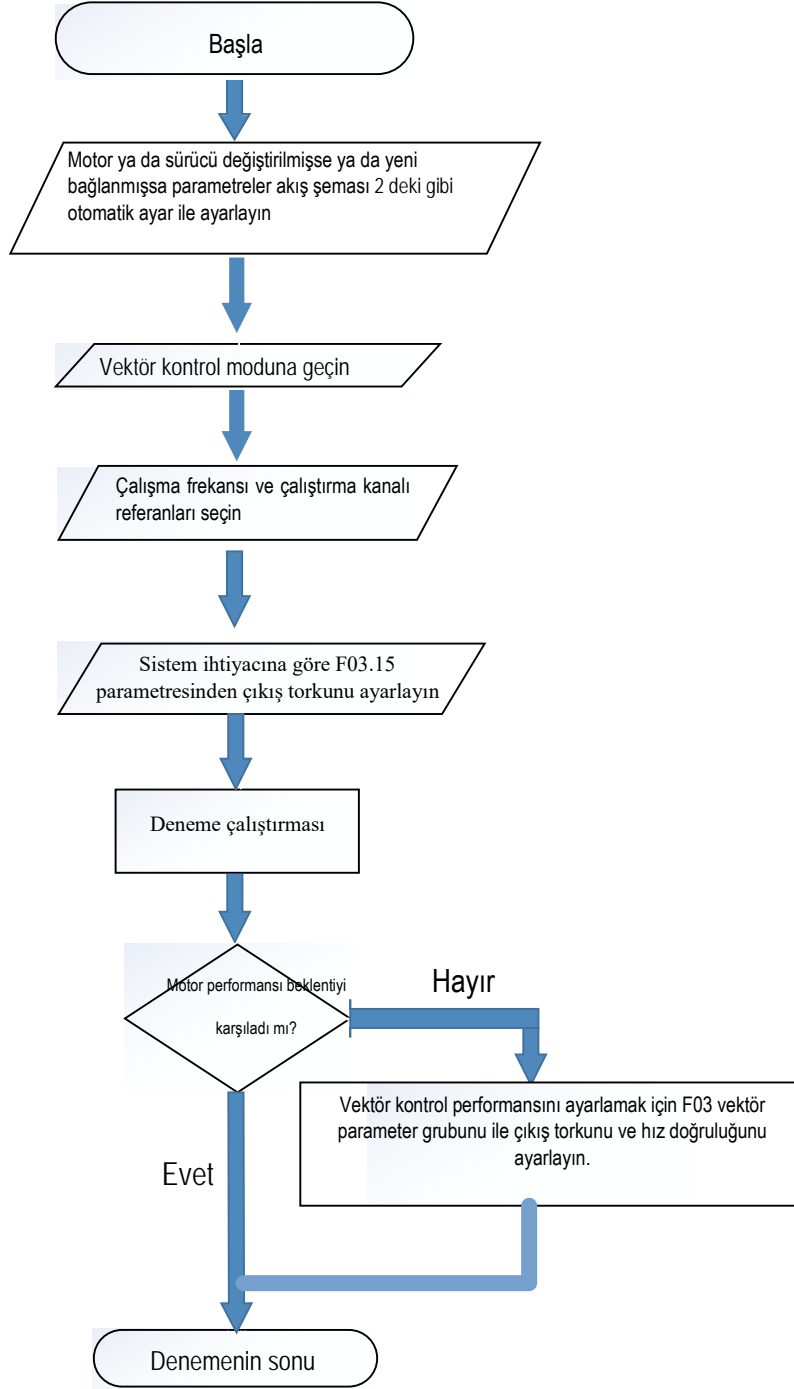 Başla
Motor ya da sürücü değiştirilmişse ya da yeni
bağlanmışsa parametreler akış şeması 2 deki gibi
otomatik ayar ile ayarlayın
Vektör kontrol moduna geçin
Çalışma frekansı ve çalıştırma kanalı
referanları seçin
Sistem ihtiyacına göre F03.15
parametresinden çıkış torkunu ayarlayın
Deneme çalıştırması
Motor performansı beklentiyi
karşıladı mı?
Hayır
Vektör kontrol performansını ayarlamak için F03 vektör
parameter grubunu ile çıkış torkunu ve hız doğruluğunu
ayarlayın.
Evet
Denemenin sonu